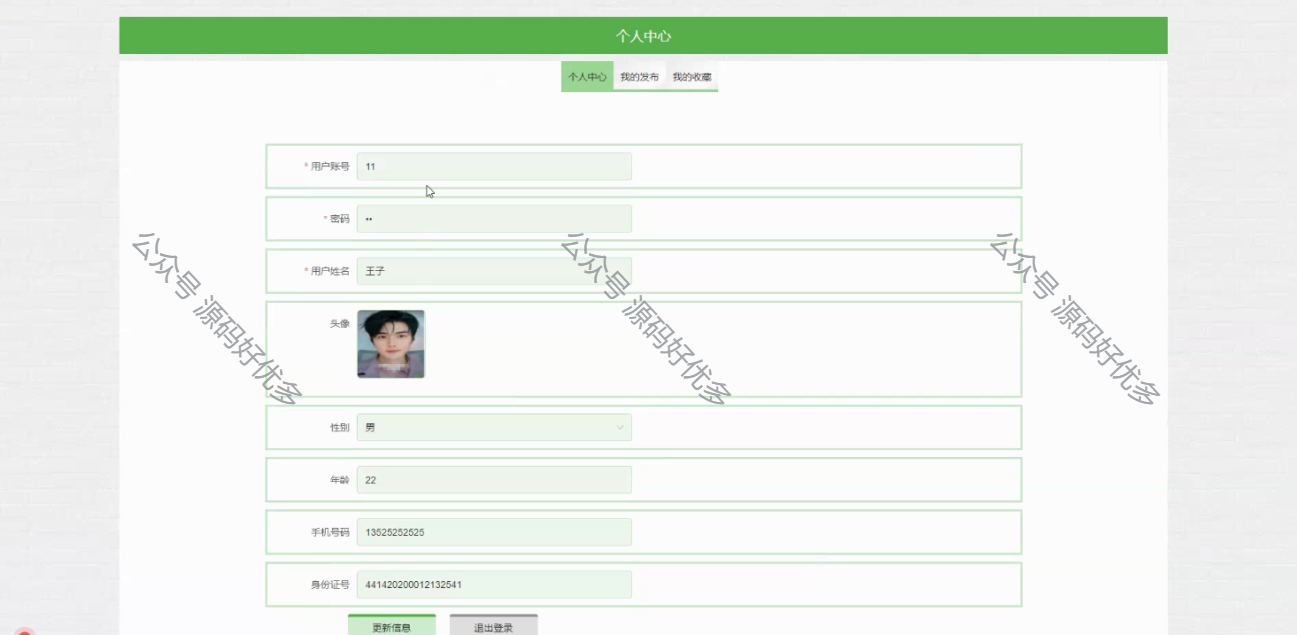 个人中心
个人中心 我的发布 我的收藏
* 用户账号 11
* 密码 ••
* 用户姓名 王子
头像
性别 男
年龄 22
手机号码 13525252525
身份证号 441420200012132541
更新信息 退出登录
公众号 源码好优多
公众号 源码好优多
公众号 源码好优多